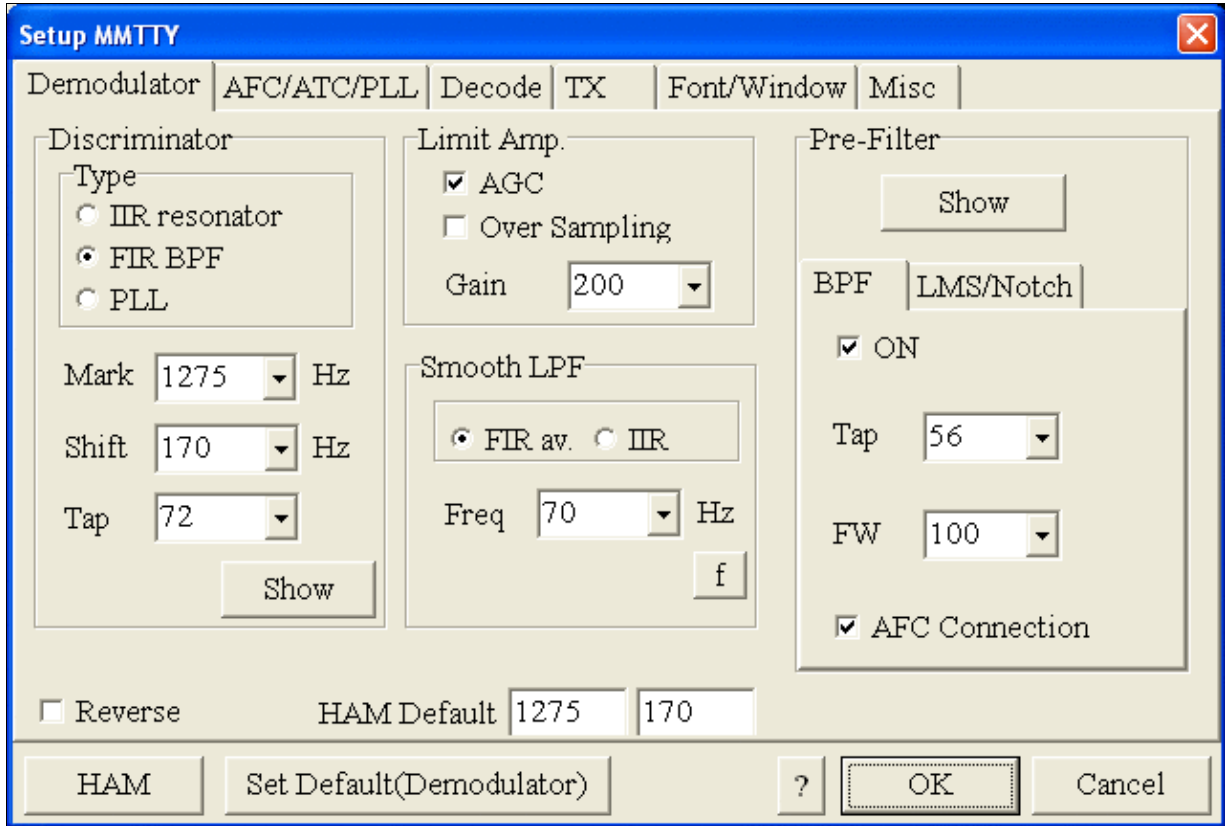 Setup MMTTY
Demodulator AFC/ATC/PLL Decode TX Font/Window Misc
Discriminator
Type
IIR resonator
FIR BPF
PLL
Mark 1275 Hz
Shift 170 Hz
Tap 72
Show
Limit Amp.
AGC
Over Sampling
Gain 200
Smooth LPF
FIR av. IIR
Freq 70 Hz
f
Pre-Filter
Show
BPF LMS/Notch
ON
Tap 56
FW 100
AFC Connection
Reverse HAM Default 1275 170
HAM Set Default(Demodulator) ? OK Cancel